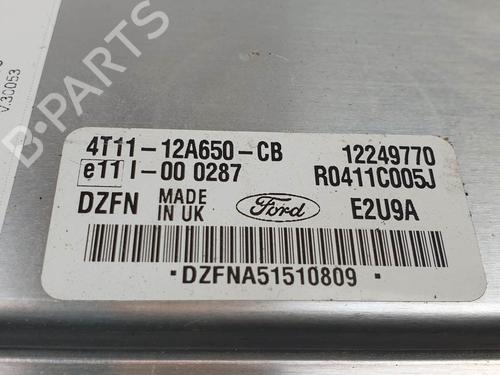 V.30053
B-PARTS
4T11-12A650-CB 12249770
e11 I-00 0287 R0411C005J
DZFN MADE IN UK Ford E2U9A
DZFNA51510809